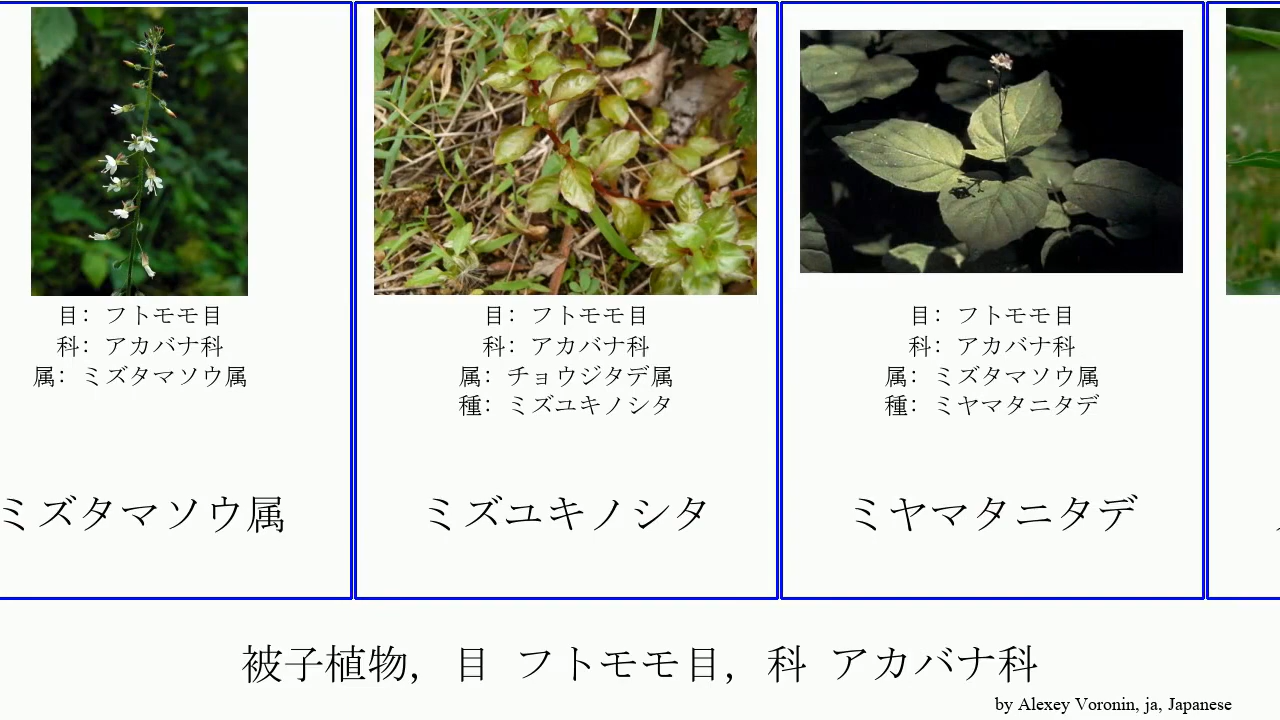 目: フトモモ目
科: アカバナ科
属: ミズタマソウ属
ミズタマソウ属
目: フトモモ目
科: アカバナ科
属: チョウジタデ属
種: ミズユキノシタ
ミズユキノシタ
目: フトモモ目
科: アカバナ科
属: ミズタマソウ属
種: ミヤマタニタデ
ミヤマタニタデ
被子植物, 目 フトモモ目, 科 アカバナ科
by Alexey Voronin, ja, Japanese